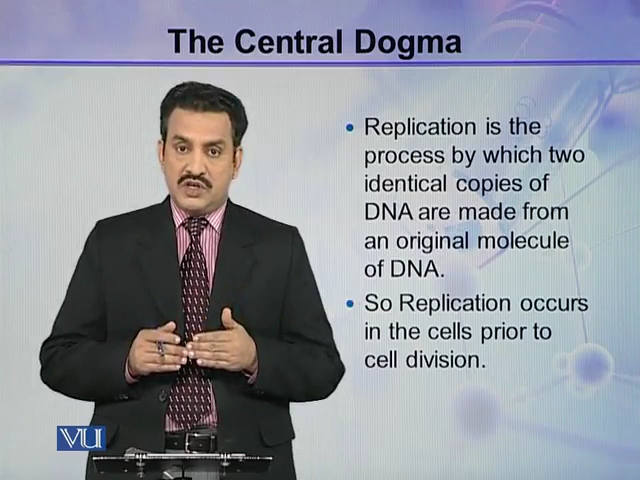 The Central Dogma
• Replication is the
process by which two
identical copies of
DNA are made from
an original molecule
of DNA.
• So Replication occurs
in the cells prior to
cell division.
VU